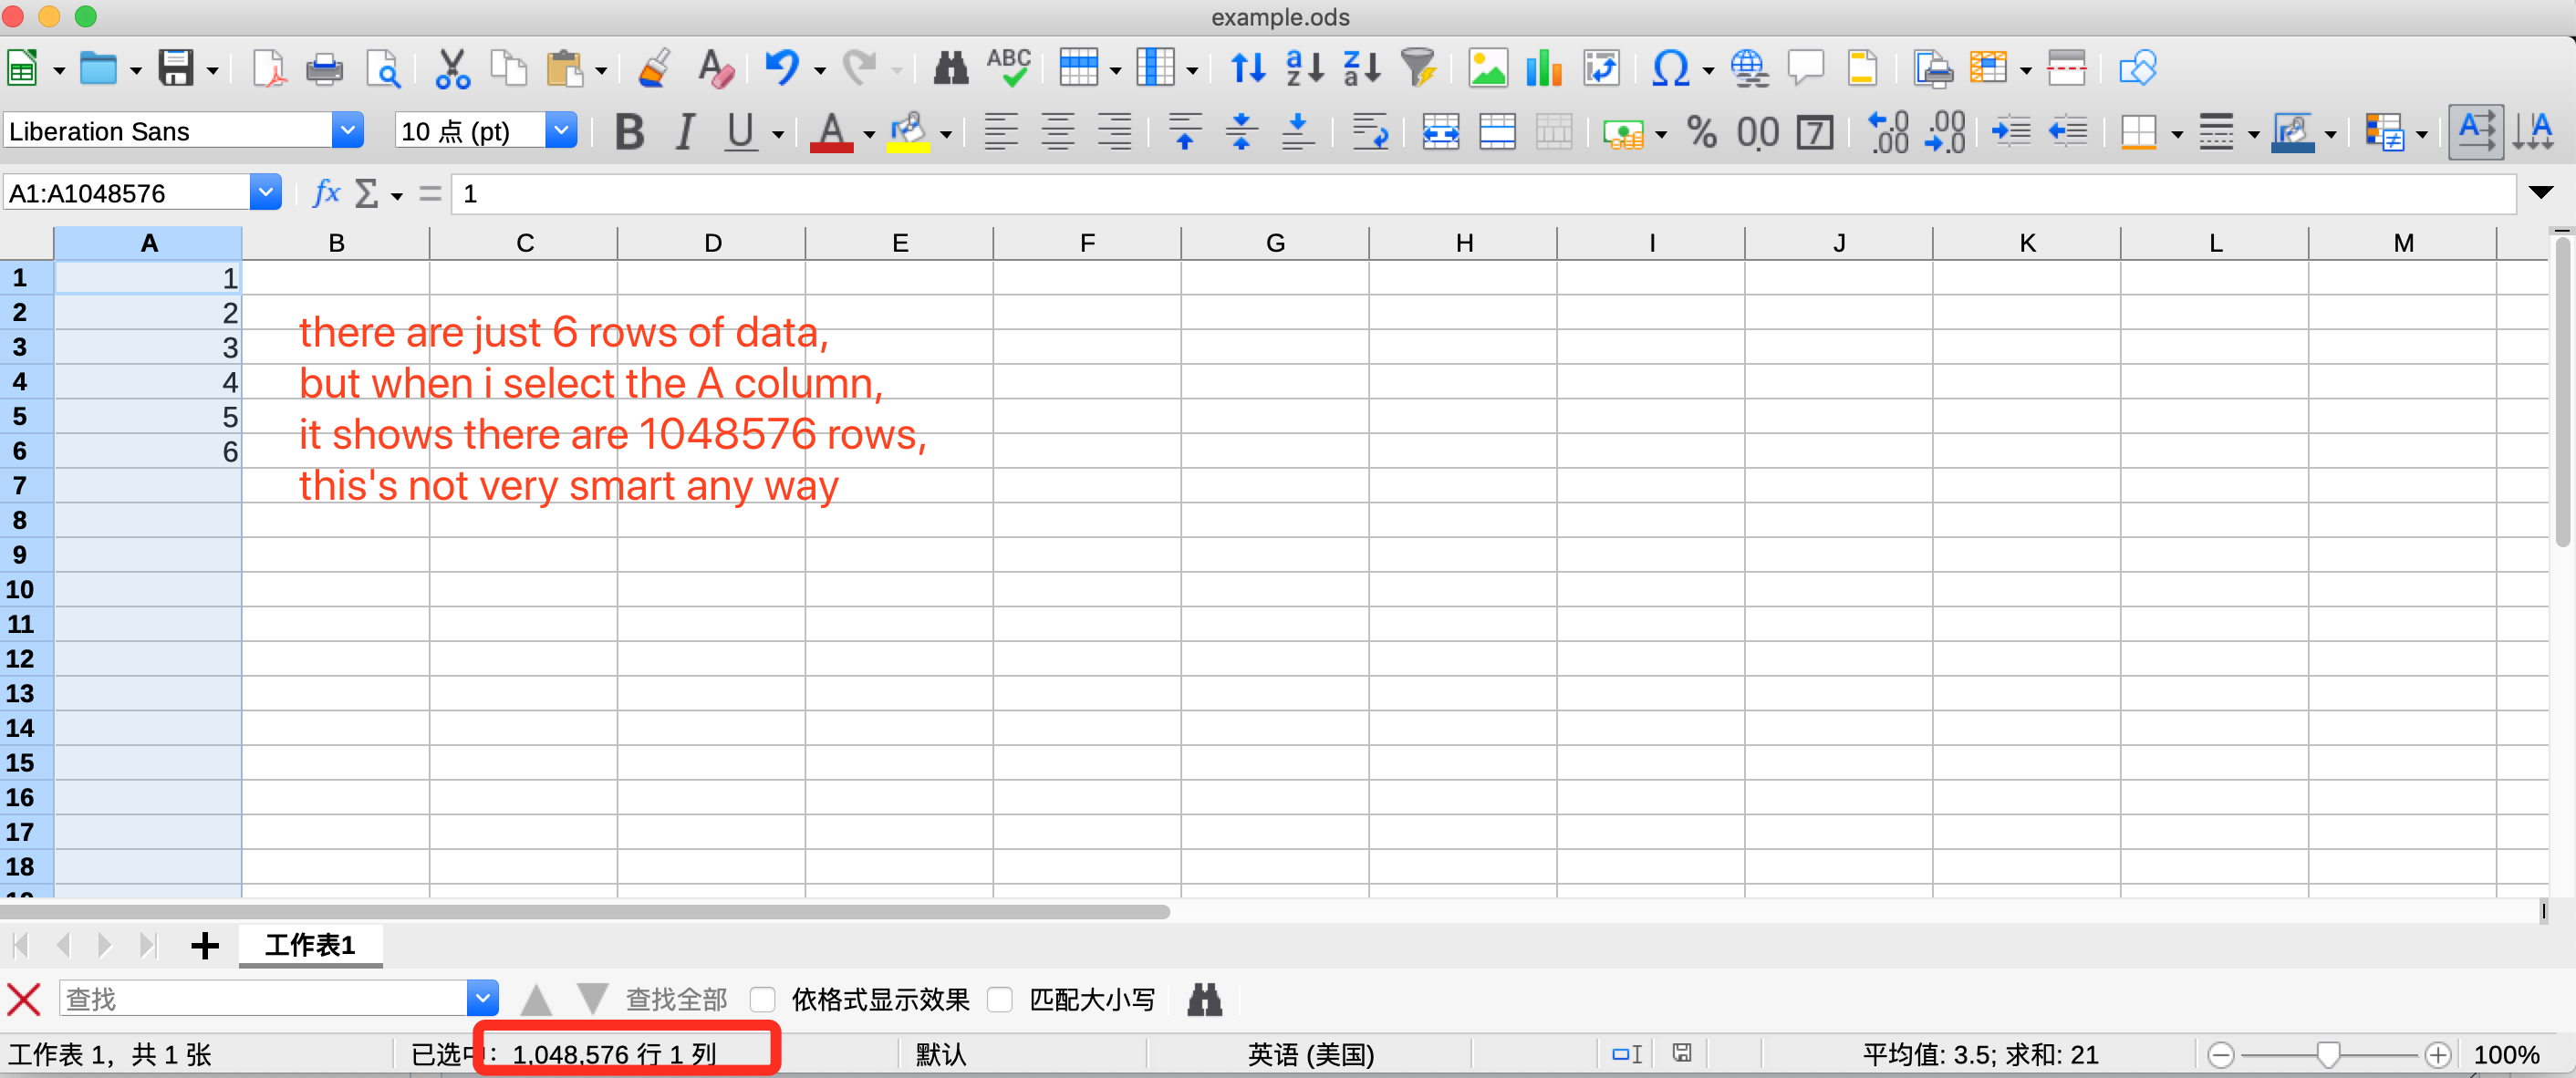 example.ods
ABC
Liberation Sans
10 点 (pt)
B I U A
% 0.0 7
A1:A1048576
fx Σ = 1
A B C D E F G H I J K L M
1 1
2 2
3 3
4 4
5 5
6 6
7
8
9
10
11
12
13
14
15
16
17
18
there are just 6 rows of data,
but when i select the A column,
it shows there are 1048576 rows,
this's not very smart any way
工作表1
查找 查找全部 依格式显示效果 匹配大小写
工作表 1，共 1 张 已选中： 1,048,576 行 1 列 默认 英语 (美国) 平均值: 3.5; 求和: 21 100%